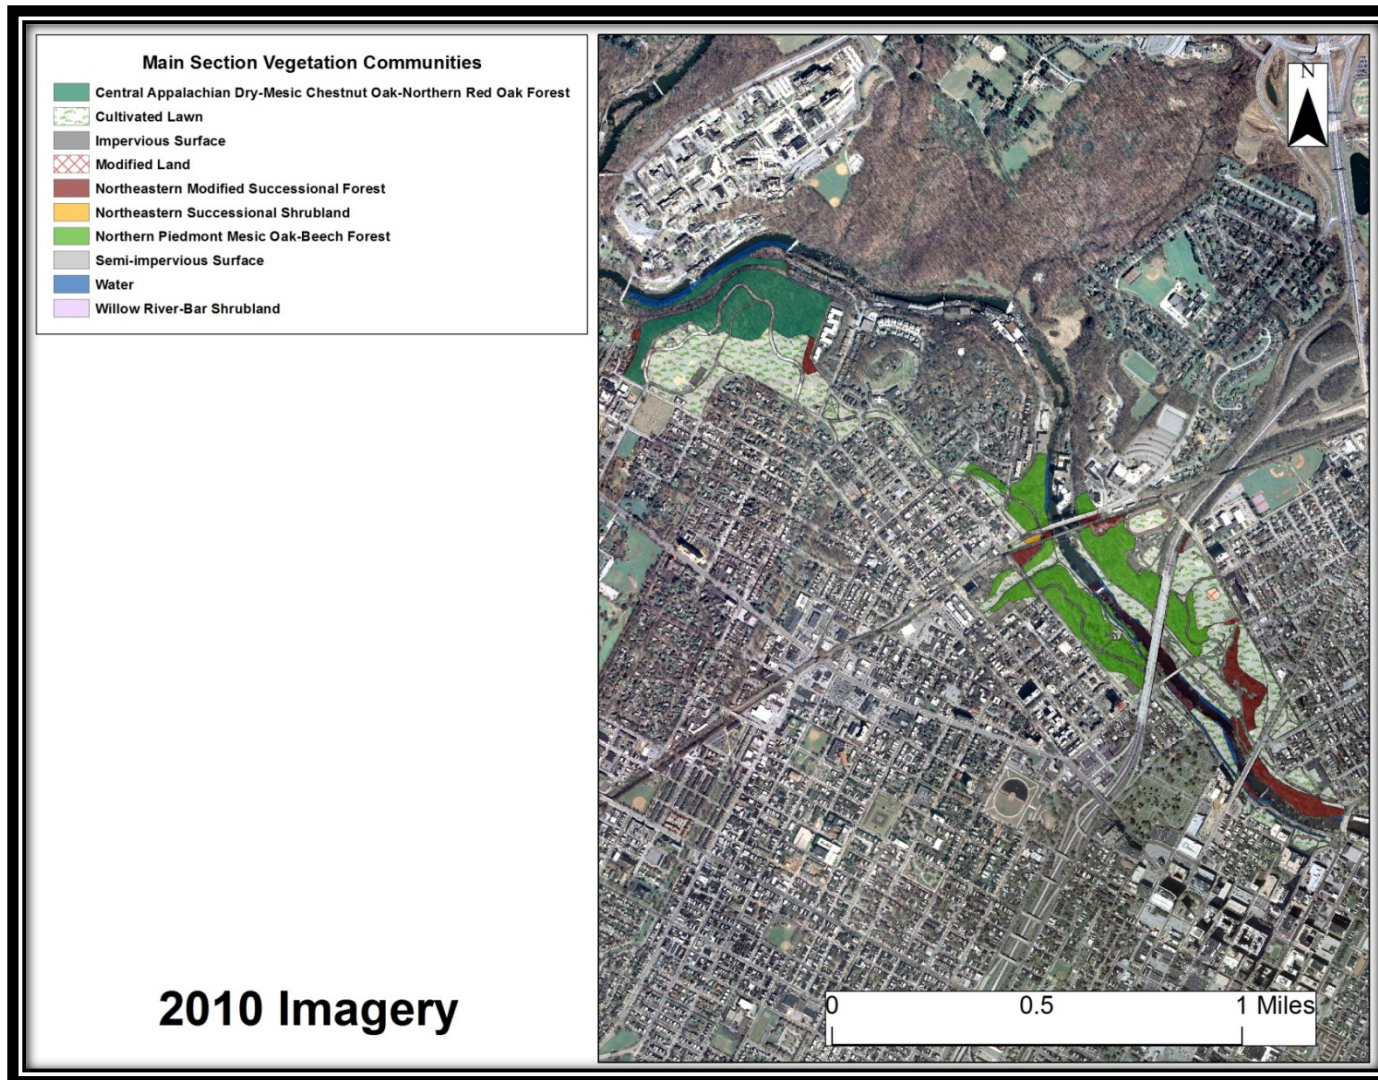 Main Section Vegetation Communities
Central Appalachian Dry-Mesic Chestnut Oak-Northern Red Oak Forest
Cultivated Lawn
Impervious Surface
Modified Land
Northeastern Modified Successional Forest
Northeastern Successional Shrubland
Northern Piedmont Mesic Oak-Beech Forest
Semi-impervious Surface
Water
Willow River-Bar Shrubland
N
2010 Imagery
0 0.5 1 Miles